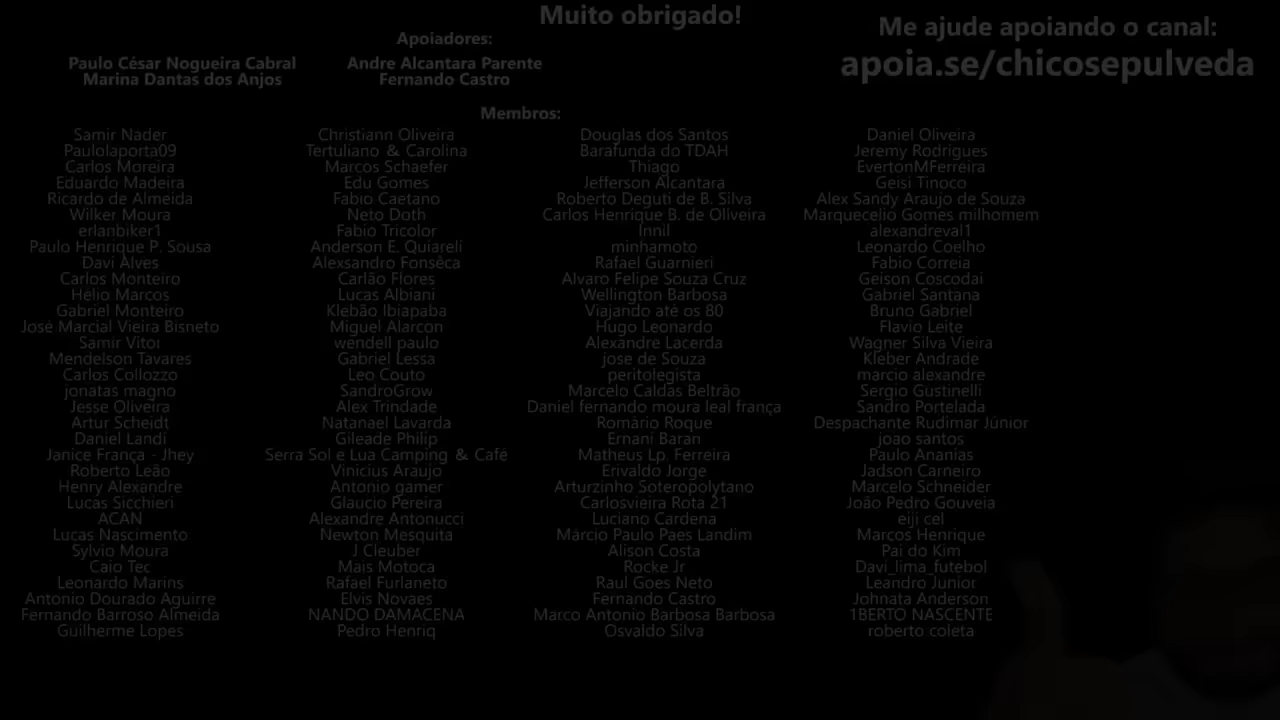 Muito obrigado!
Me ajude apoiando o canal:
apoia.se/chicosepulveda
Apoiadores:
Paulo César Nogueira Cabral
Marina Dantas dos Anjos
Andre Alcantara Parente
Fernando Castro
Membros:
Samir Nader
Paulolaporta09
Carlos Moreira
Eduardo Madeira
Ricardo de Almeida
Wilker Moura
erlanbiker1
Paulo Henrique P. Sousa
Davi Alves
Carlos Monteiro
Hélio Marcos
Gabriel Monteiro
José Marcial Vieira Bisneto
Samir Vitor
Mendelson Tavares
Carlos Collozzo
jonatas magno
Jesse Oliveira
Artur Scheidt
Daniel Landi
Janice França - Jhey
Roberto Leão
Henry Alexandre
Lucas Sicchieri
ACAN
Lucas Nascimento
Sylvio Moura
Caio Tec
Leonardo Marins
Antonio Dourado Aguirre
Fernando Barroso Almeida
Guilherme Lopes
Christiann Oliveira
Tertuliano & Carolina
Marcos Schaefer
Edu Gomes
Fabio Caetano
Neto Doth
Fabio Tricolor
Anderson E. Quiareli
Alexsandro Fonsêca
Carlão Flores
Lucas Albiani
Klebão Ibiapaba
Miguel Alarcon
wendell paulo
Gabriel Lessa
Leo Couto
SandroGrow
Alex Trindade
Natanael Lavarda
Gileade Philip
Serra Sol e Lua Camping & Café
Vinicius Araujo
Antonio gamer
Glaucio Pereira
Alexandre Antonucci
Newton Mesquita
J Cleuber
Mais Motoca
Rafael Furlaneto
Elvis Novaes
NANDO DAMACENA
Pedro Henriq
Douglas dos Santos
Barafunda do TDAH
Thiago
Jefferson Alcantara
Roberto Deguti de B. Silva
Carlos Henrique B. de Oliveira
Innil
minhamoto
Rafael Guarnieri
Alvaro Felipe Souza Cruz
Wellington Barbosa
Viajando até os 80
Hugo Leonardo
Alexandre Lacerda
jose de Souza
peritolegista
Marcelo Caldas Beltrão
Daniel fernando moura leal frança
Romário Roque
Ernani Baran
Matheus Lp. Ferreira
Erivaldo Jorge
Arturzinho Soteropolytano
Carlosvieira Rota 21
Luciano Cardena
Márcio Paulo Paes Landim
Alison Costa
Rocke Jr
Raul Goes Neto
Fernando Castro
Marco Antonio Barbosa Barbosa
Osvaldo Silva
Daniel Oliveira
Jeremy Rodrigues
EvertonMFerreira
Geisi Tinoco
Alex Sandy Araujo de Souza
Marquecelio Gomes milhomem
alexandreval1
Leonardo Coelho
Fabio Correia
Geison Coscodai
Gabriel Santana
Bruno Gabriel
Flavio Leite
Wagner Silva Vieira
Kleber Andrade
marcio alexandre
Sergio Gustinelli
Sandro Portelada
Despachante Rudimar Júnior
joao santos
Paulo Ananias
Jadson Carneiro
Marcelo Schneider
João Pedro Gouveia
eiji cel
Marcos Henrique
Pai do Kim
Davi_lima_futebol
Leandro Junior
Johnata Anderson
1BERTO NASCENTE
roberto coleta